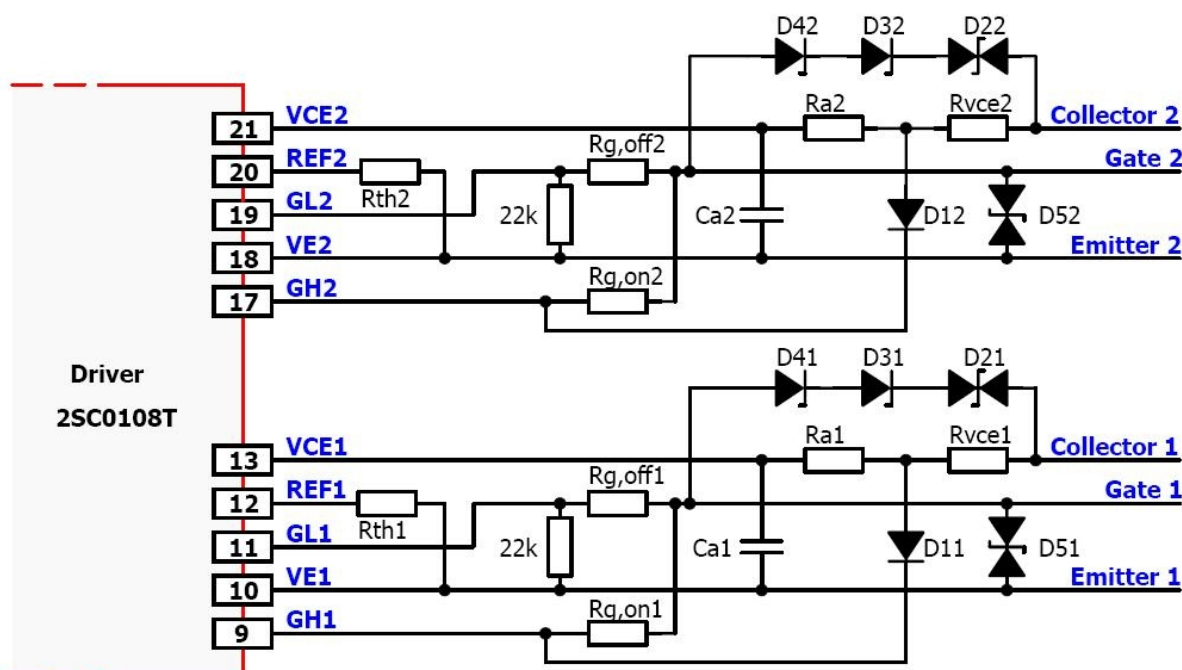 D42 D32 D22
21 VCE2 Ra2 Rvce2 Collector 2
20 REF2 Rg,off2 Gate 2
Rth2
19 GL2 22k Ca2 D12 D52
18 VE2 Emitter 2
17 GH2 Rg,on2
Driver
2SC0108T
D41 D31 D21
13 VCE1 Ra1 Rvce1 Collector 1
12 REF1 Rg,off1 Gate 1
Rth1
11 GL1 22k Ca1 D11 D51
10 VE1 Emitter 1
9 GH1 Rg,on1